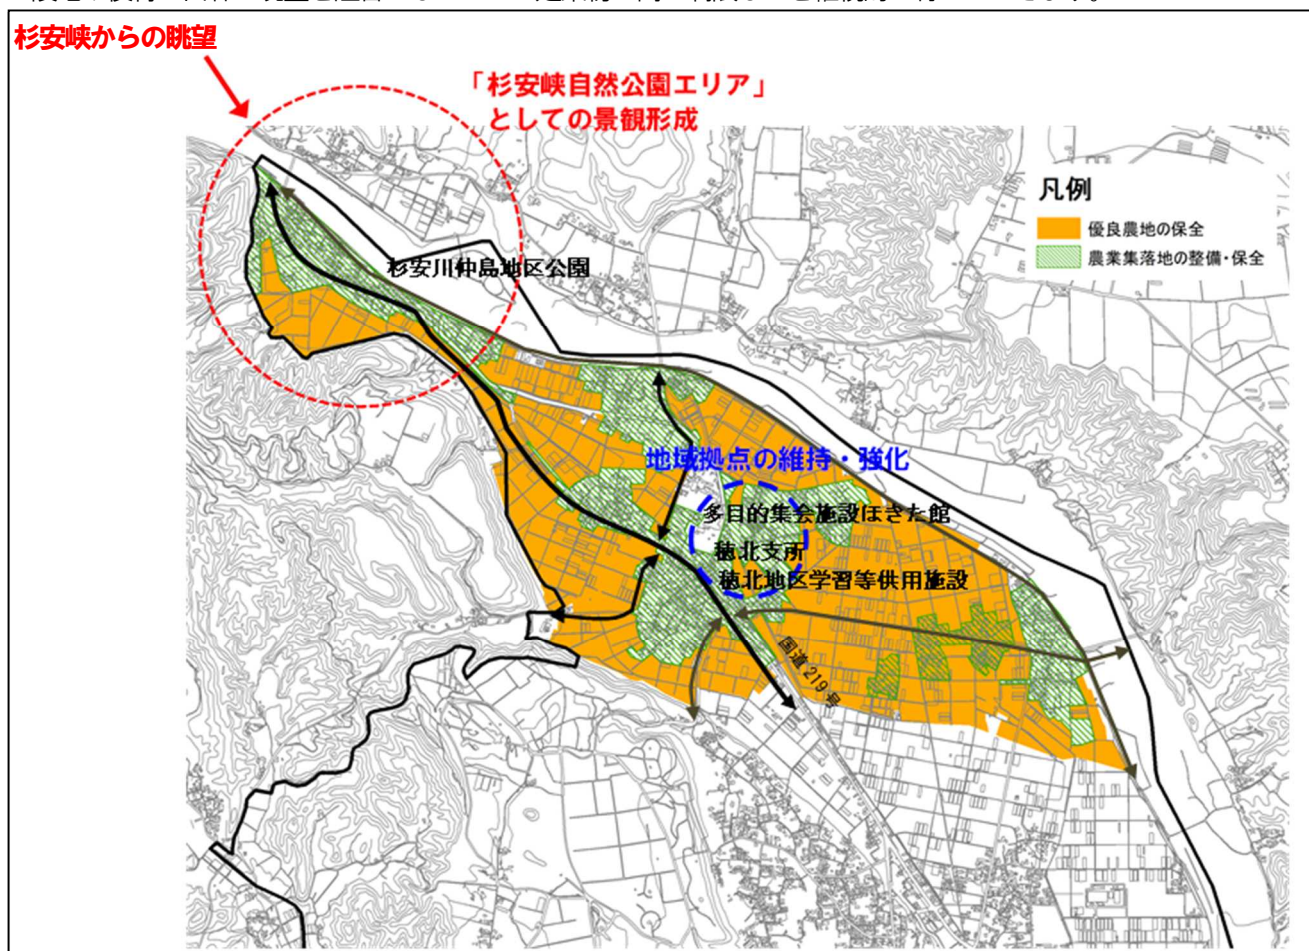 杉安峡からの眺望
「杉安峡自然公園エリア」
としての景観形成
凡例
優良農地の保全
農業集落地の整備・保全
杉安川仲島地区公園
地域拠点の維持・強化
多目的集会施設ほきた館
穂北支所
穂北地区学習等供用施設
国道219号